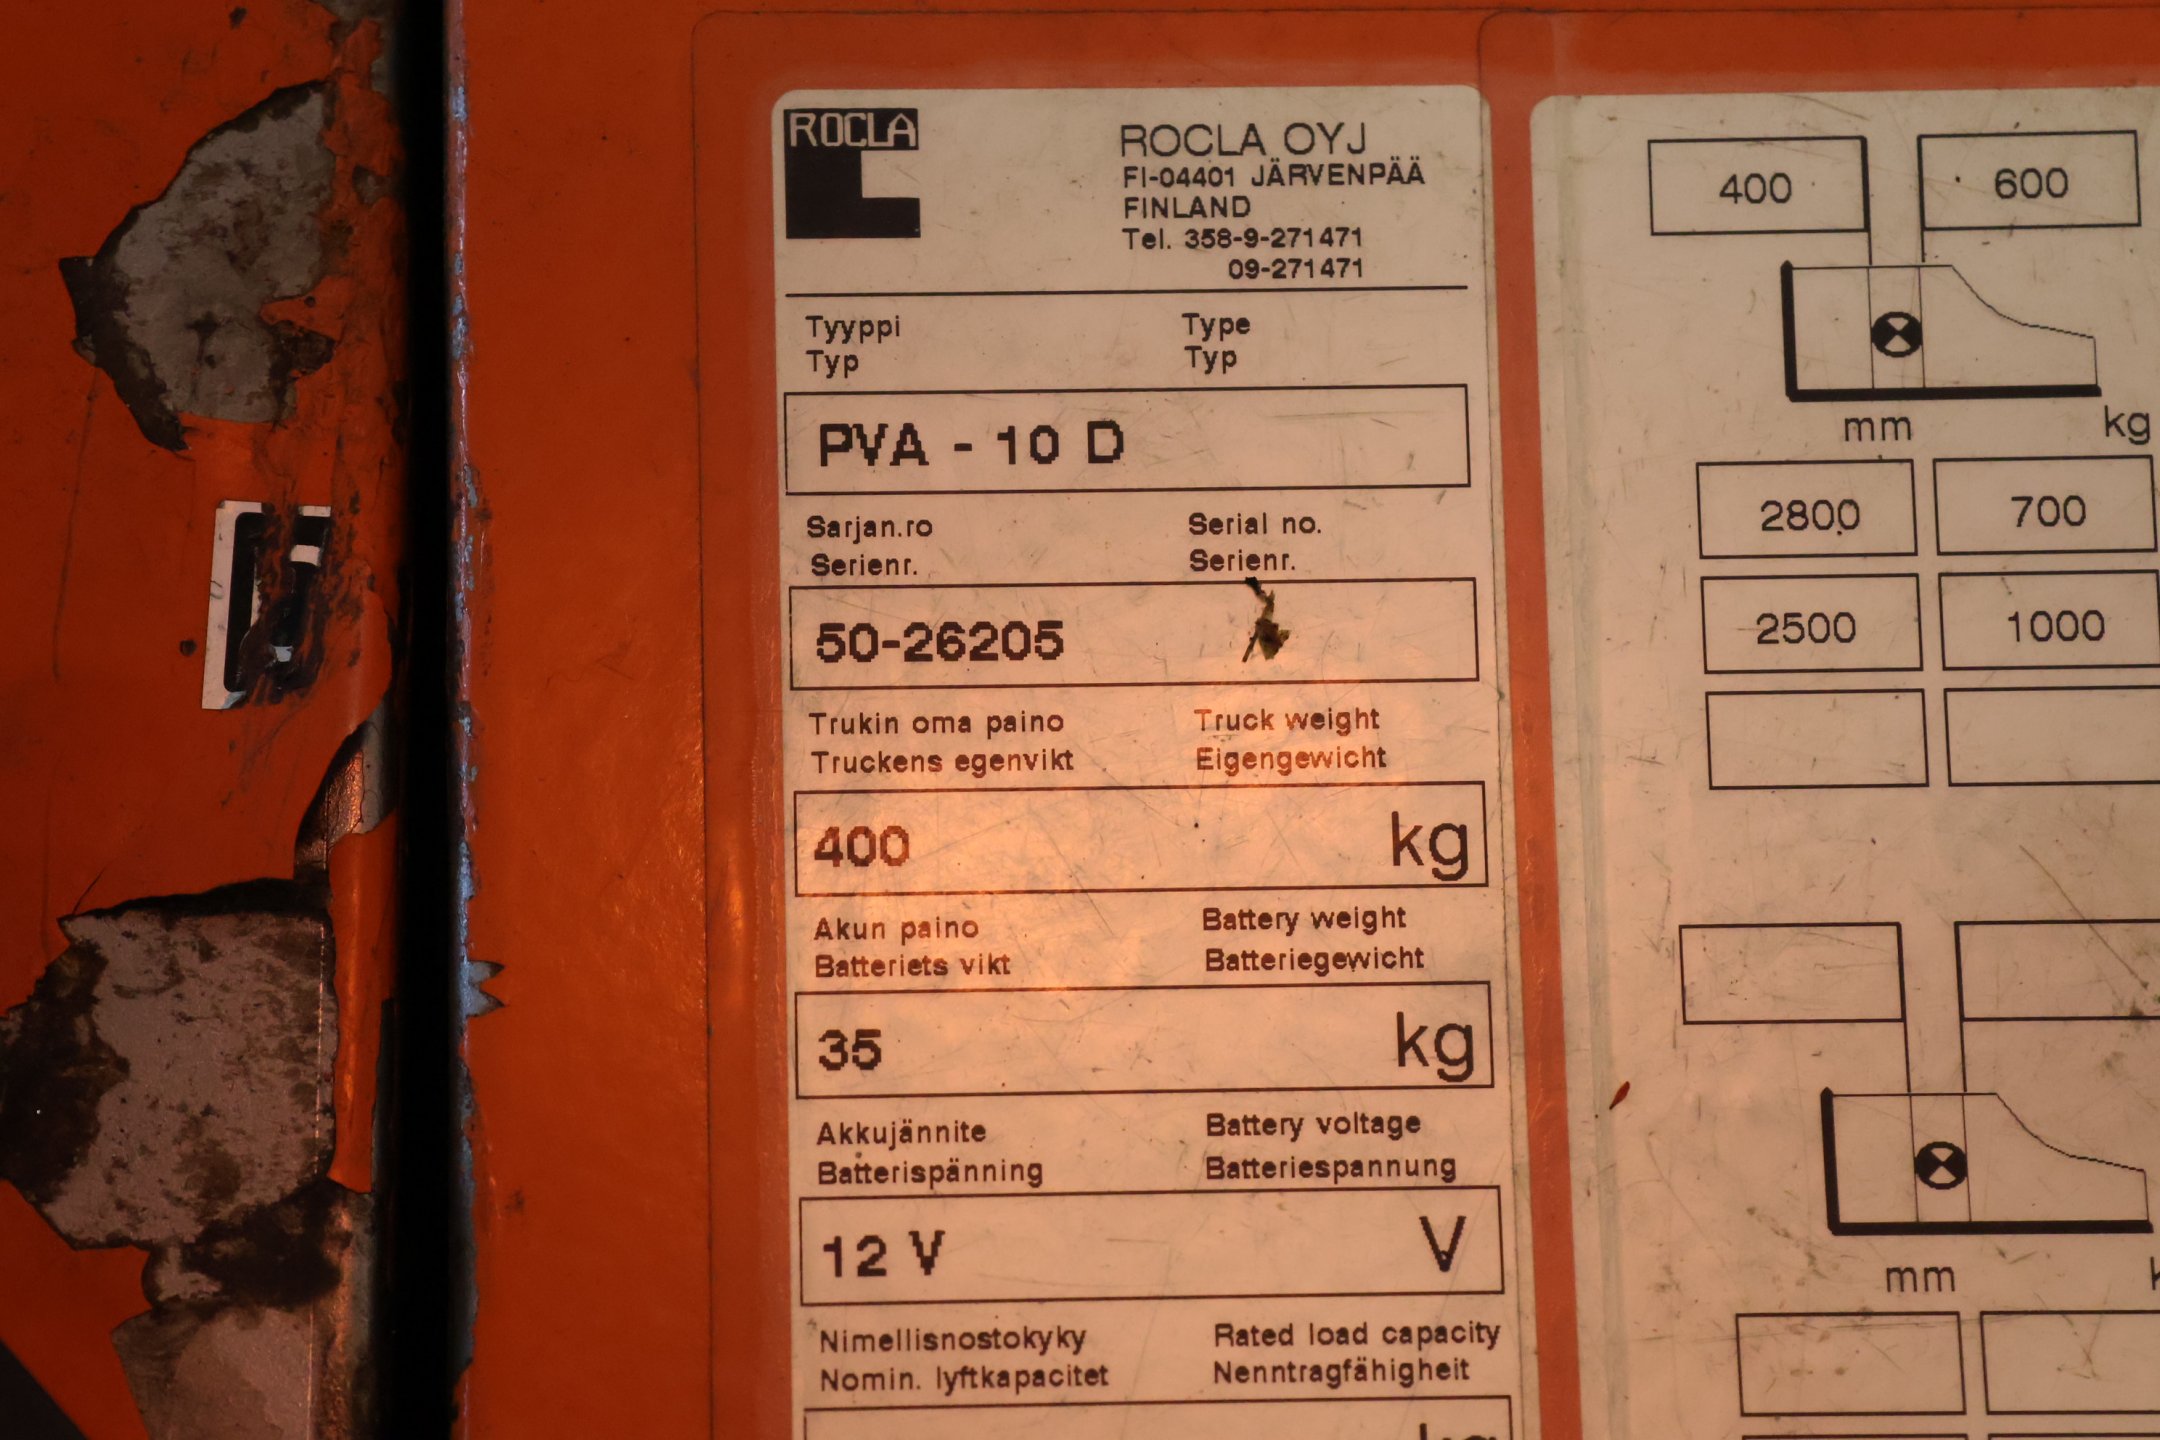 ROCLA
ROCLA OYJ
FI-04401 JÄRVENPÄÄ
FINLAND
Tel. 358-9-271471
09-271471
Tyyppi Type
Typ Typ
PVA - 10 D
Sarjan.ro Serial no.
Serienr. Serienr.
50-26205
Trukin oma paino Truck weight
Truckens egenvikt Eigengewicht
400 kg
Akun paino Battery weight
Batteriets vikt Batteriegewicht
35 kg
Akkujännite Battery voltage
Batterispänning Batteriespannung
12 V V
Nimellisnostokyky Rated load capacity
Nomin. lyftkapacitet Nenntragfähigheit
kg
400 600
mm kg
2800 700
2500 1000
mm